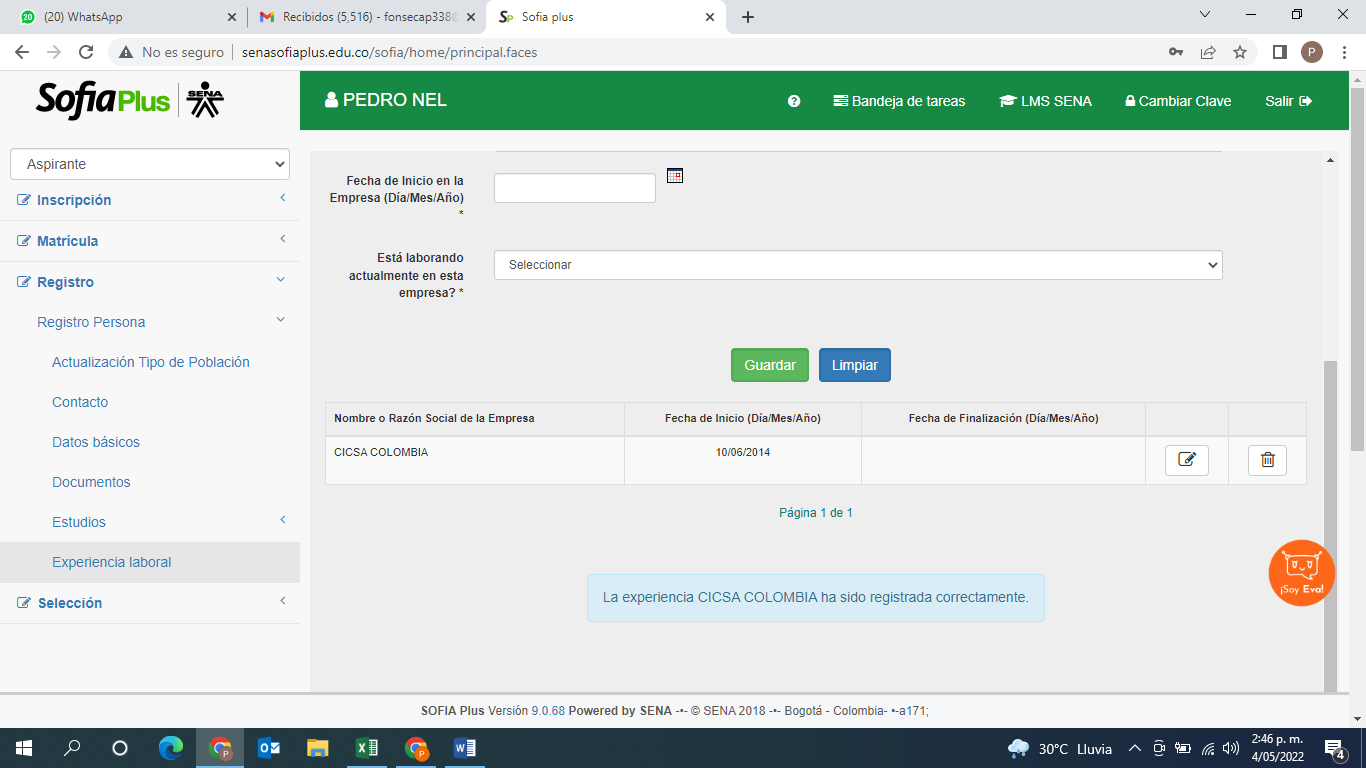 (20) WhatsApp
Recibidos (5,516) - fonsecap338@
Sofia plus
No es seguro
senasofiaplus.edu.co/sofia/home/principal.faces
P
Sofia Plus
SENA
PEDRO NEL
Bandeja de tareas
LMS SENA
Cambiar Clave
Salir
Aspirante
Inscripción
Matrícula
Registro
Registro Persona
Actualización Tipo de Población
Contacto
Datos básicos
Documentos
Estudios
Experiencia laboral
Selección
Fecha de Inicio en la
Empresa (Día/Mes/Año)
*
Está laborando
actualmente en esta
empresa? *
Seleccionar
Guardar
Limpiar
Nombre o Razón Social de la Empresa
Fecha de Inicio (Día/Mes/Año)
Fecha de Finalización (Día/Mes/Año)
CICSA COLOMBIA
10/06/2014
Página 1 de 1
La experiencia CICSA COLOMBIA ha sido registrada correctamente.
¡Soy Eva!
SOFIA Plus Versión 9.0.68 Powered by SENA -•- © SENA 2018 -•- Bogotá - Colombia- •-a171;
30°C Lluvia
2:46 p. m.
4/05/2022
4